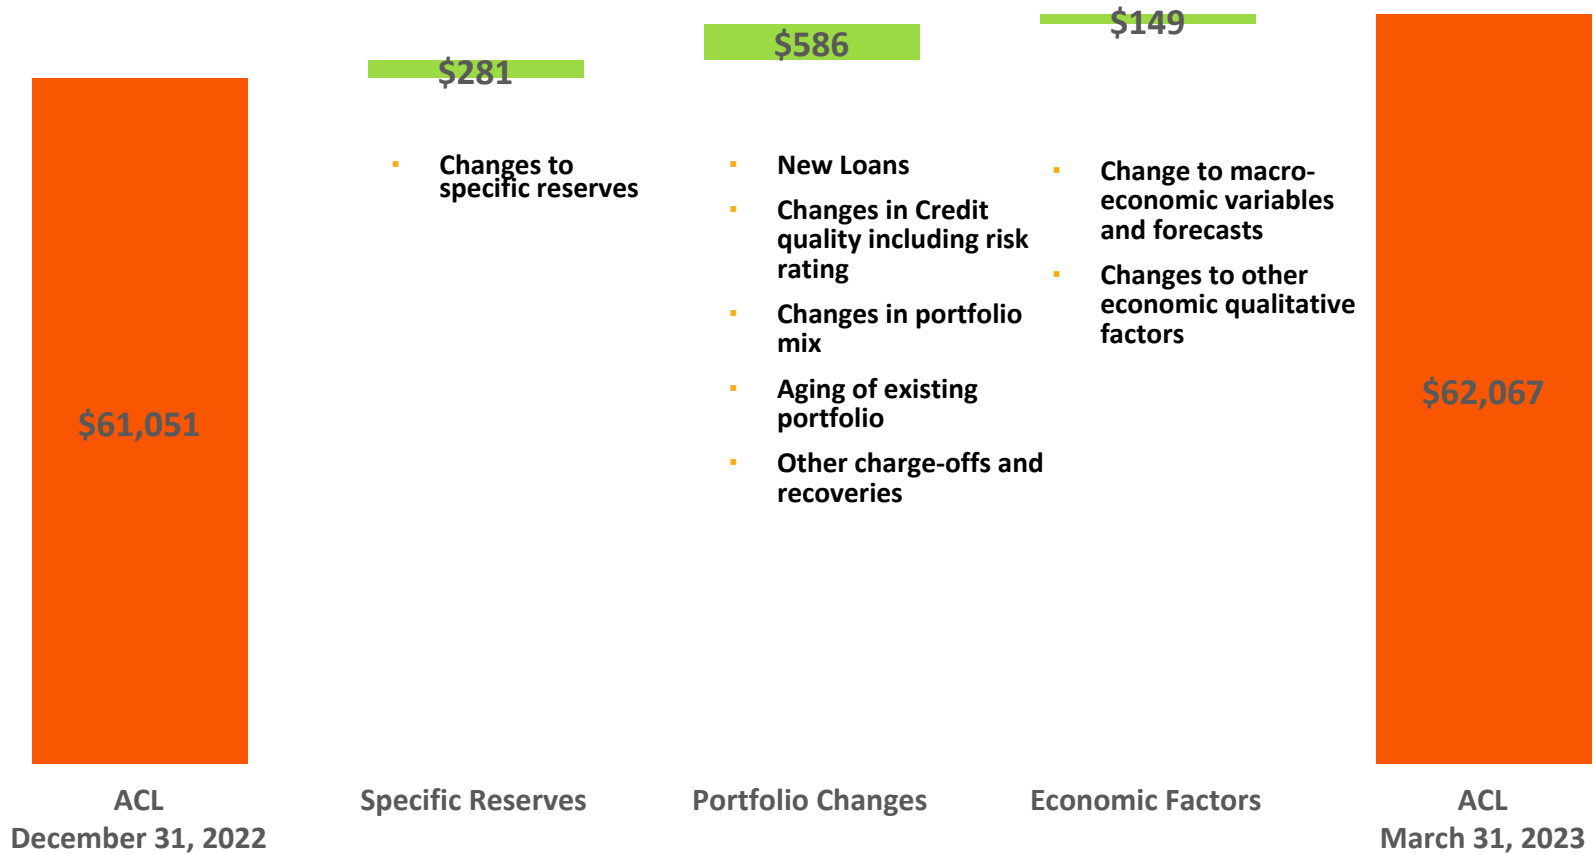 $281
$586
$149
▪ Changes to
specific reserves
▪ New Loans
▪ Changes in Credit
quality including risk
rating
▪ Changes in portfolio
mix
▪ Aging of existing
portfolio
▪ Other charge-offs and
recoveries
▪ Change to macro-
economic variables
and forecasts
▪ Changes to other
economic qualitative
factors
$61,051
$62,067
ACL
December 31, 2022
Specific Reserves
Portfolio Changes
Economic Factors
ACL
March 31, 2023